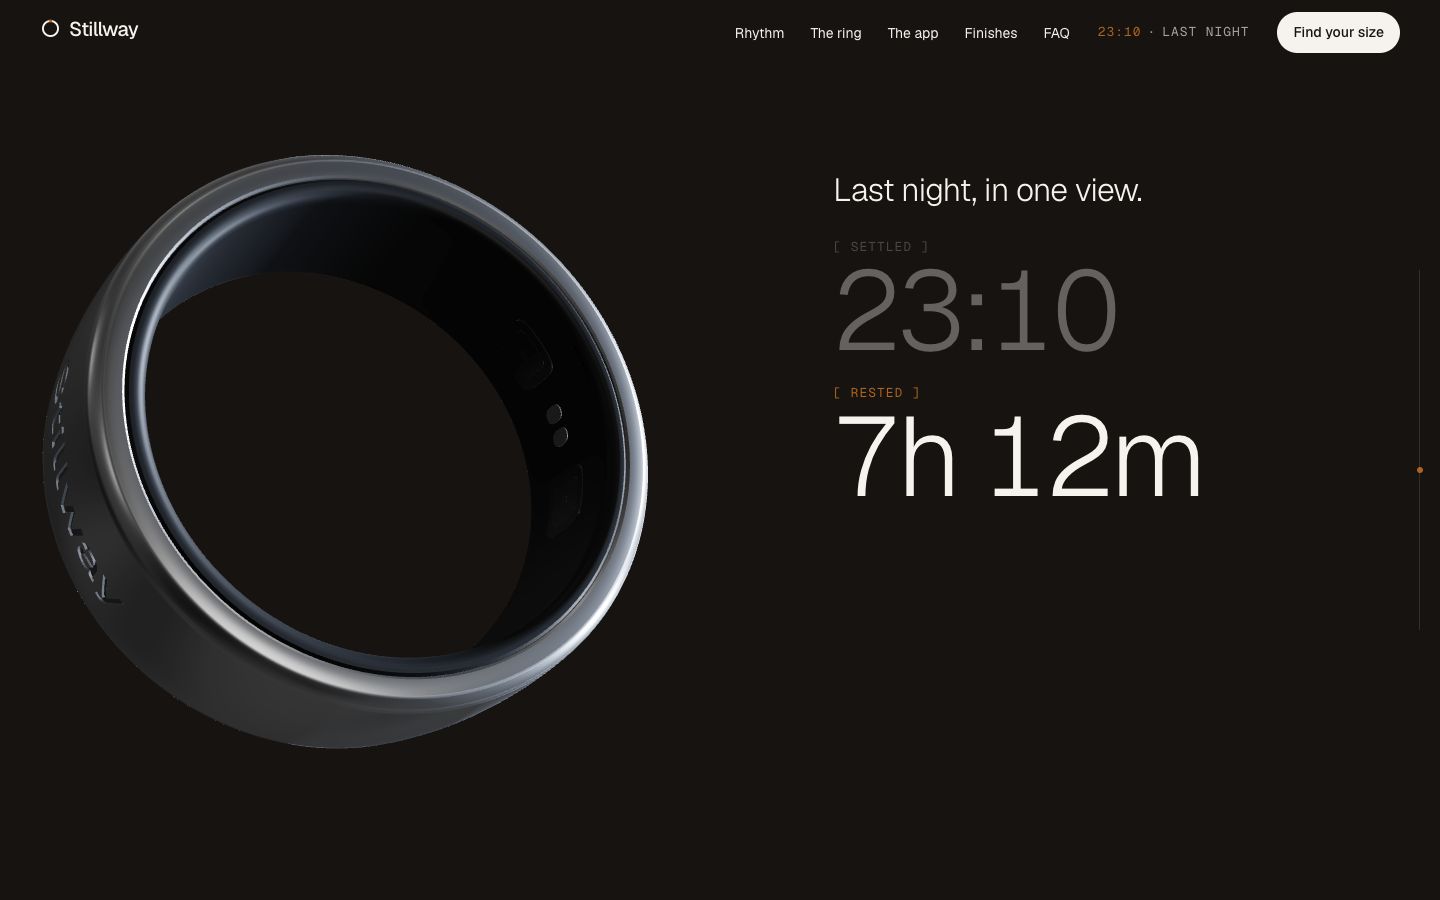 Stillway
Rhythm
The ring
The app
Finishes
FAQ
23:10 · LAST NIGHT
Find your size
Last night, in one view.
[ SETTLED ]
23:10
[ RESTED ]
7h 12m
Stillway